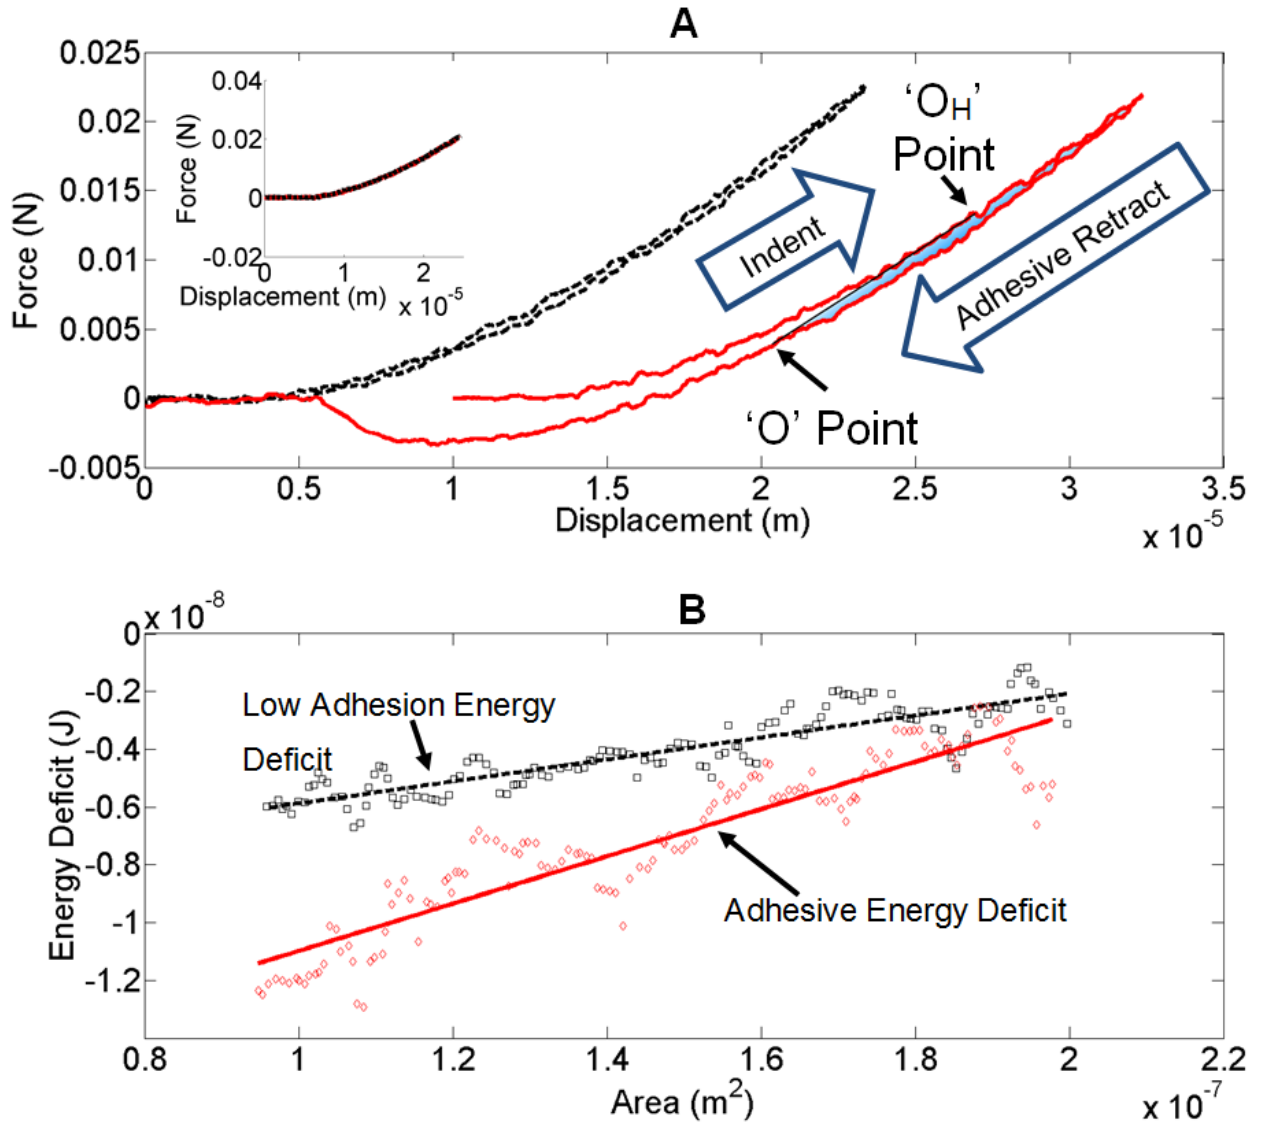 A
Force (N)
0.025
0.02
0.015
0.010
0.005
0
-0.005
0
0.5
1
1.5
2
2.5
3
3.5
Displacement (m)
x 10-5
Force (N)
0.04
0.02
0
-0.02
0
1
2
Displacement (m)
x 10-5
Indent
‘OH’
Point
Adhesive Retract
‘O’ Point
B
x 10-8
Energy Deficit (J)
0
-0.2
-0.4
-0.6
-0.8
-1
-1.2
Low Adhesion Energy
Deficit
Adhesive Energy Deficit
0.8
1
1.2
1.4
1.6
1.8
2
2.2
Area (m2)
x 10-7